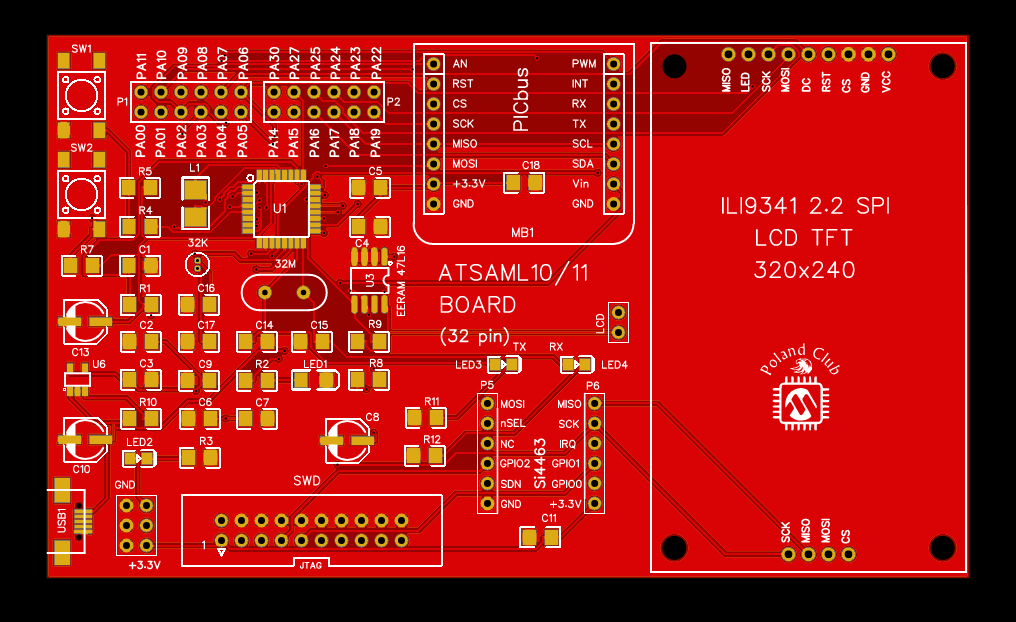 SW1
SW2
PA11
PA10
PA09
PA08
PA07
PA06
PA30
PA27
PA25
PA24
PA23
PA22
P1
P2
PA00
PA01
PA02
PA03
PA04
PA05
PA14
PA15
PA16
PA17
PA18
PA19
AN
RST
CS
SCK
MISO
MOSI
+3.3V
GND
PICbus
PWM
INT
RX
TX
SCL
SDA
Vin
GND
C18
MB1
MISO
LED
SCK
MOSI
DC
RST
CS
GND
VCC
ILI9341 2.2 SPI
LCD TFT
320x240
R5
L1
U1
C5
R4
R7
C1
32K
32M
C4
U3
EERAM 47L16
ATSAML10/11
BOARD
(32 pin)
LCD
R1
C16
C13
C2
C17
C14
C15
R9
TX
RX
LED3
LED4
U6
C3
C9
R2
LED1
R8
R10
C6
C7
C8
R11
R12
C10
LED2
R3
P5
P6
MOSI
nSEL
NC
GPIO2
SDN
GND
Si4463
MISO
SCK
IRQ
GPIO1
GPIO0
+3.3V
Poland Club
SWD
GND
USB1
+3.3V
1
JTAG
C11
SCK
MISO
MOSI
CS